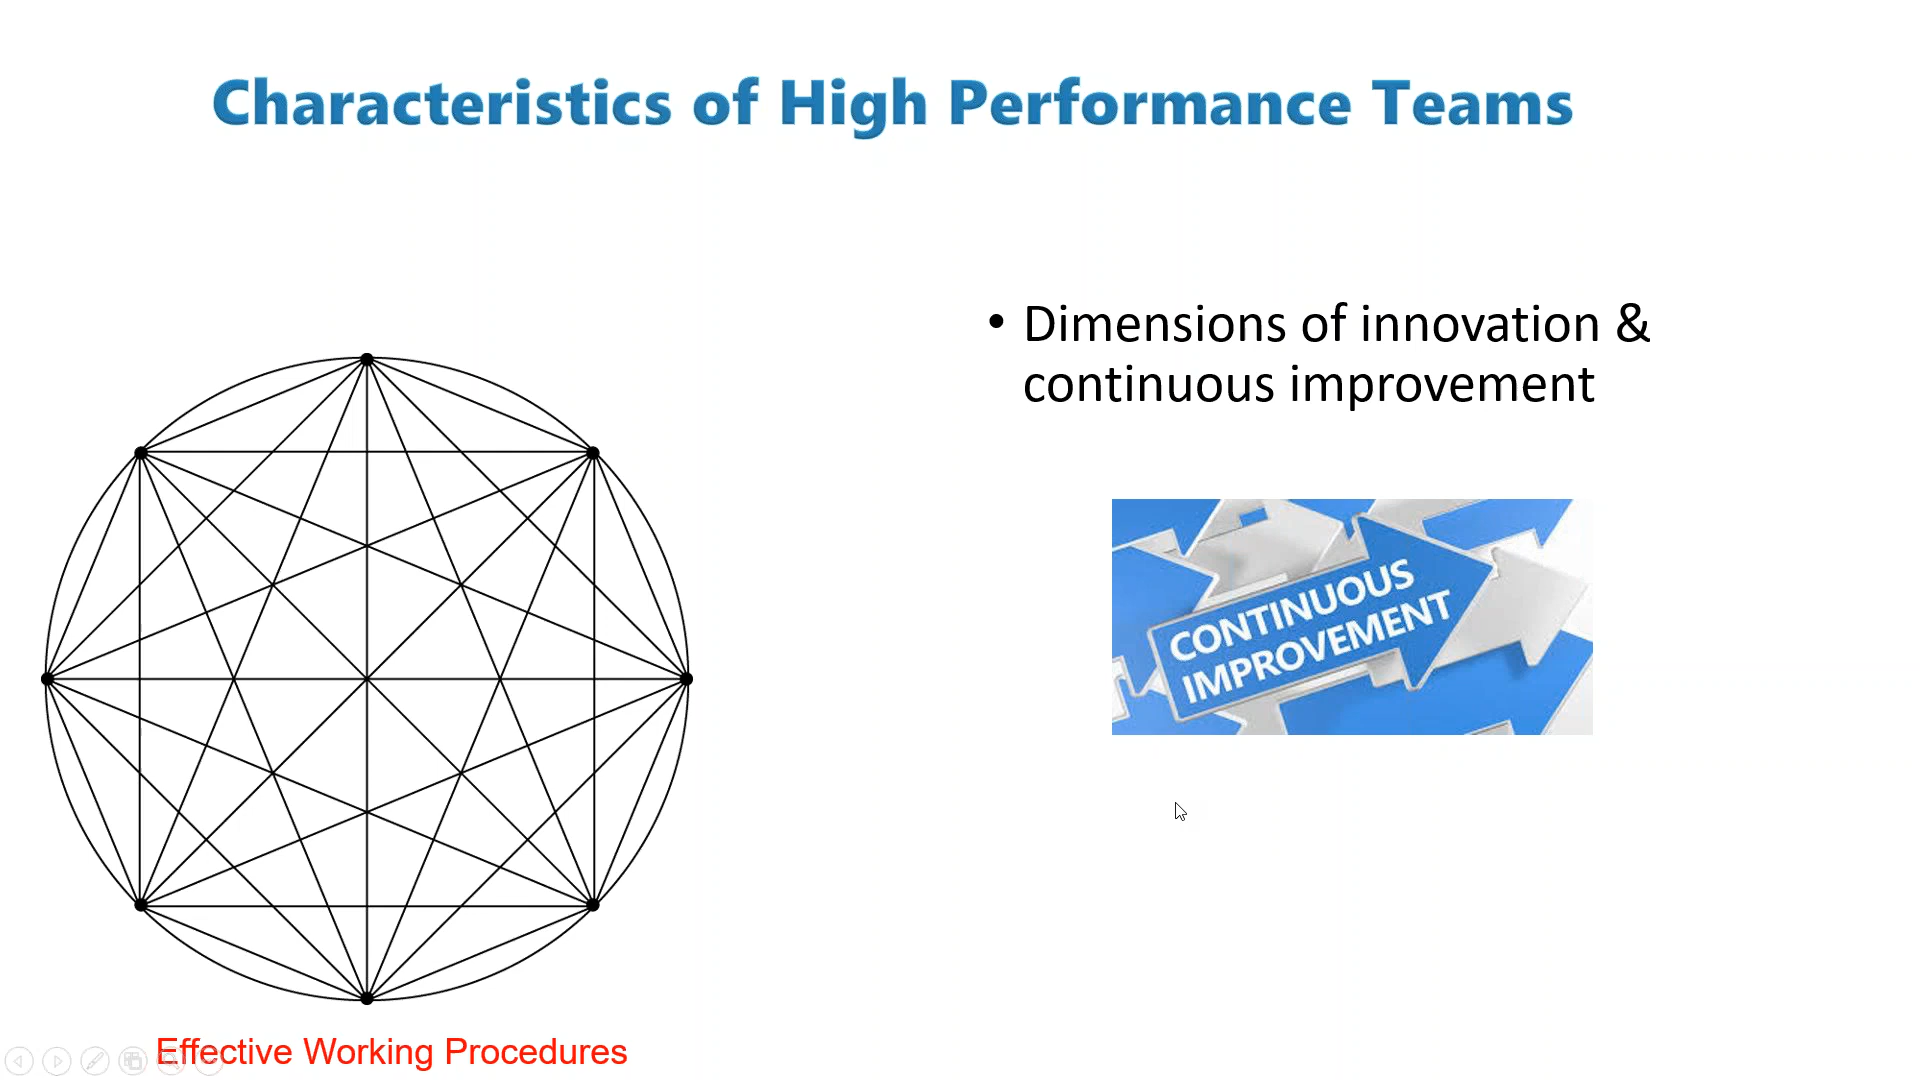 Characteristics of High Performance Teams
• Dimensions of innovation &
continuous improvement
CONTINUOUS
IMPROVEMENT
Effective Working Procedures